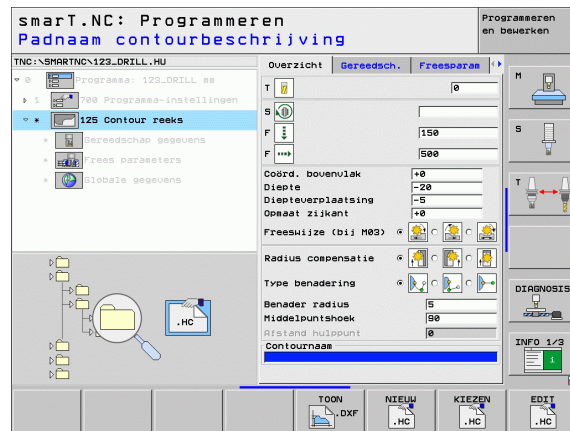 smarT.NC: Programmeren
Padnaam contourbeschrijving
Programmeren
en bewerken
TNC:\SMARTNC\123_DRILL.HU
0 Programma: 123_DRILL mm
1 700 Programma-instellingen
* 125 Contour reeks
* Gereedschap gegevens
* Frees parameters
* Globale gegevens
Overzicht Gereedsch. Freesparam
T 0
S
F 150
F 500
Coörd. bovenvlak +0
Diepte -20
Diepteverplaatsing -5
Opmaat zijkant +0
Freeswijze (bij M03)
Radius compensatie
Type benadering
Benader radius 5
Middelpuntshoek 90
Afstand hulppunt 0
Contournaam
.HC
M
S
T
DIAGNOSIS
INFO 1/3
1
TOON .DXF
NIEUW .HC
KIEZEN .HC
EDIT .HC